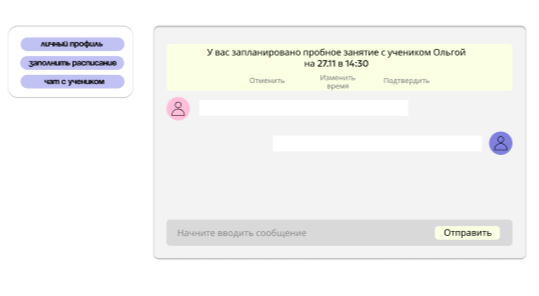 личный профиль
заполнить расписание
чат с учеником
У вас запланировано пробное занятие с учеником Ольгой
на 27.11 в 14:30
Отменить
Изменить
время
Подтвердить
Начните вводить сообщение
Отправить